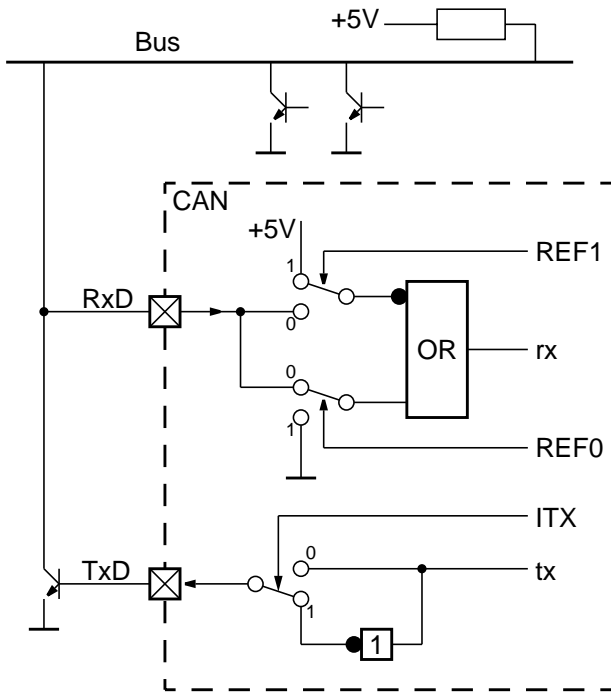 +5V
Bus
CAN
+5V
1
REF1
RxD
0
OR
rx
0
1
REF0
ITX
TxD
0
tx
1
1